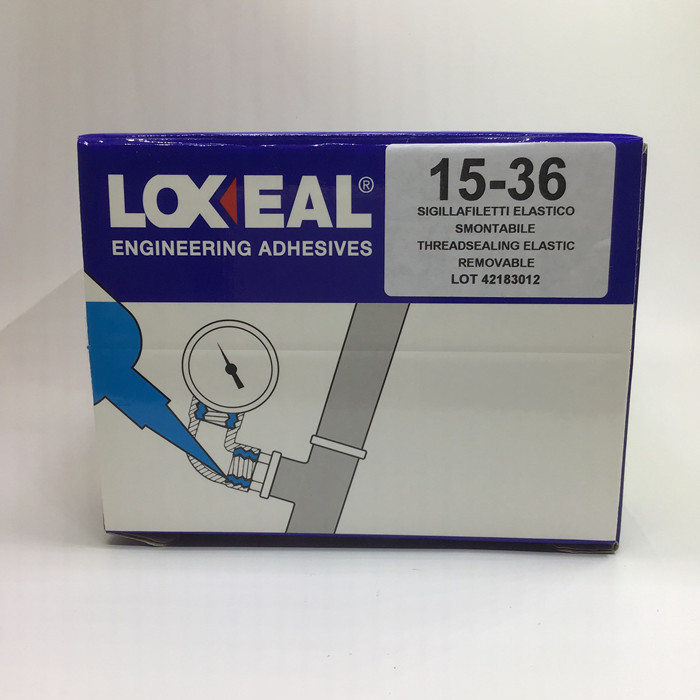 LOXEAL®
ENGINEERING ADHESIVES
15-36
SIGILLAFILETTI ELASTICO
SMONTABILE
THREADSEALING ELASTIC
REMOVABLE
LOT 42183012